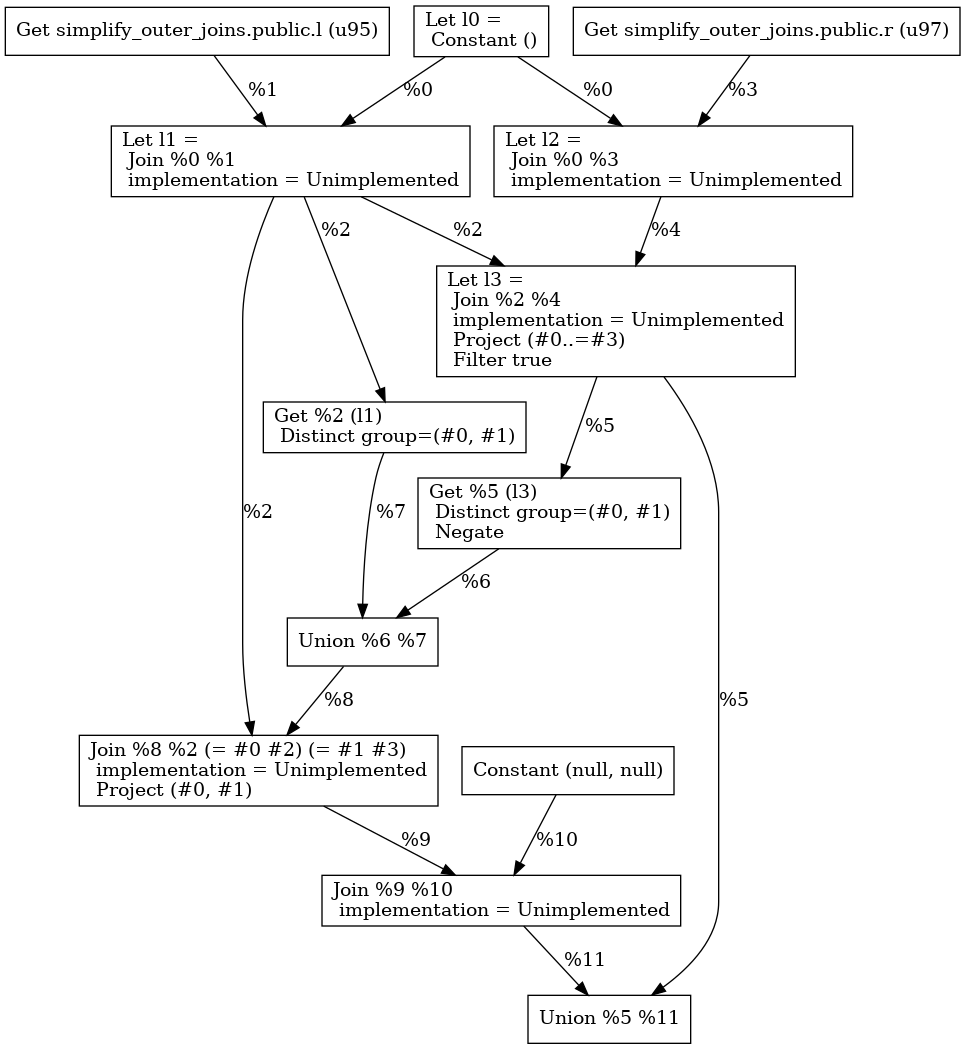 Get simplify_outer_joins.public.l (u95)
Let l0 =
Constant ()
Get simplify_outer_joins.public.r (u97)
%1
%0
%0
%3
Let l1 =
Join %0 %1
implementation = Unimplemented
Let l2 =
Join %0 %3
implementation = Unimplemented
%2
%2
%4
Let l3 =
Join %2 %4
implementation = Unimplemented
Project (#0..=#3)
Filter true
Get %2 (l1)
Distinct group=(#0, #1)
%5
Get %5 (l3)
Distinct group=(#0, #1)
Negate
%2
%7
%6
Union %6 %7
%8
%5
Join %8 %2 (= #0 #2) (= #1 #3)
implementation = Unimplemented
Project (#0, #1)
Constant (null, null)
%9
%10
Join %9 %10
implementation = Unimplemented
%11
Union %5 %11